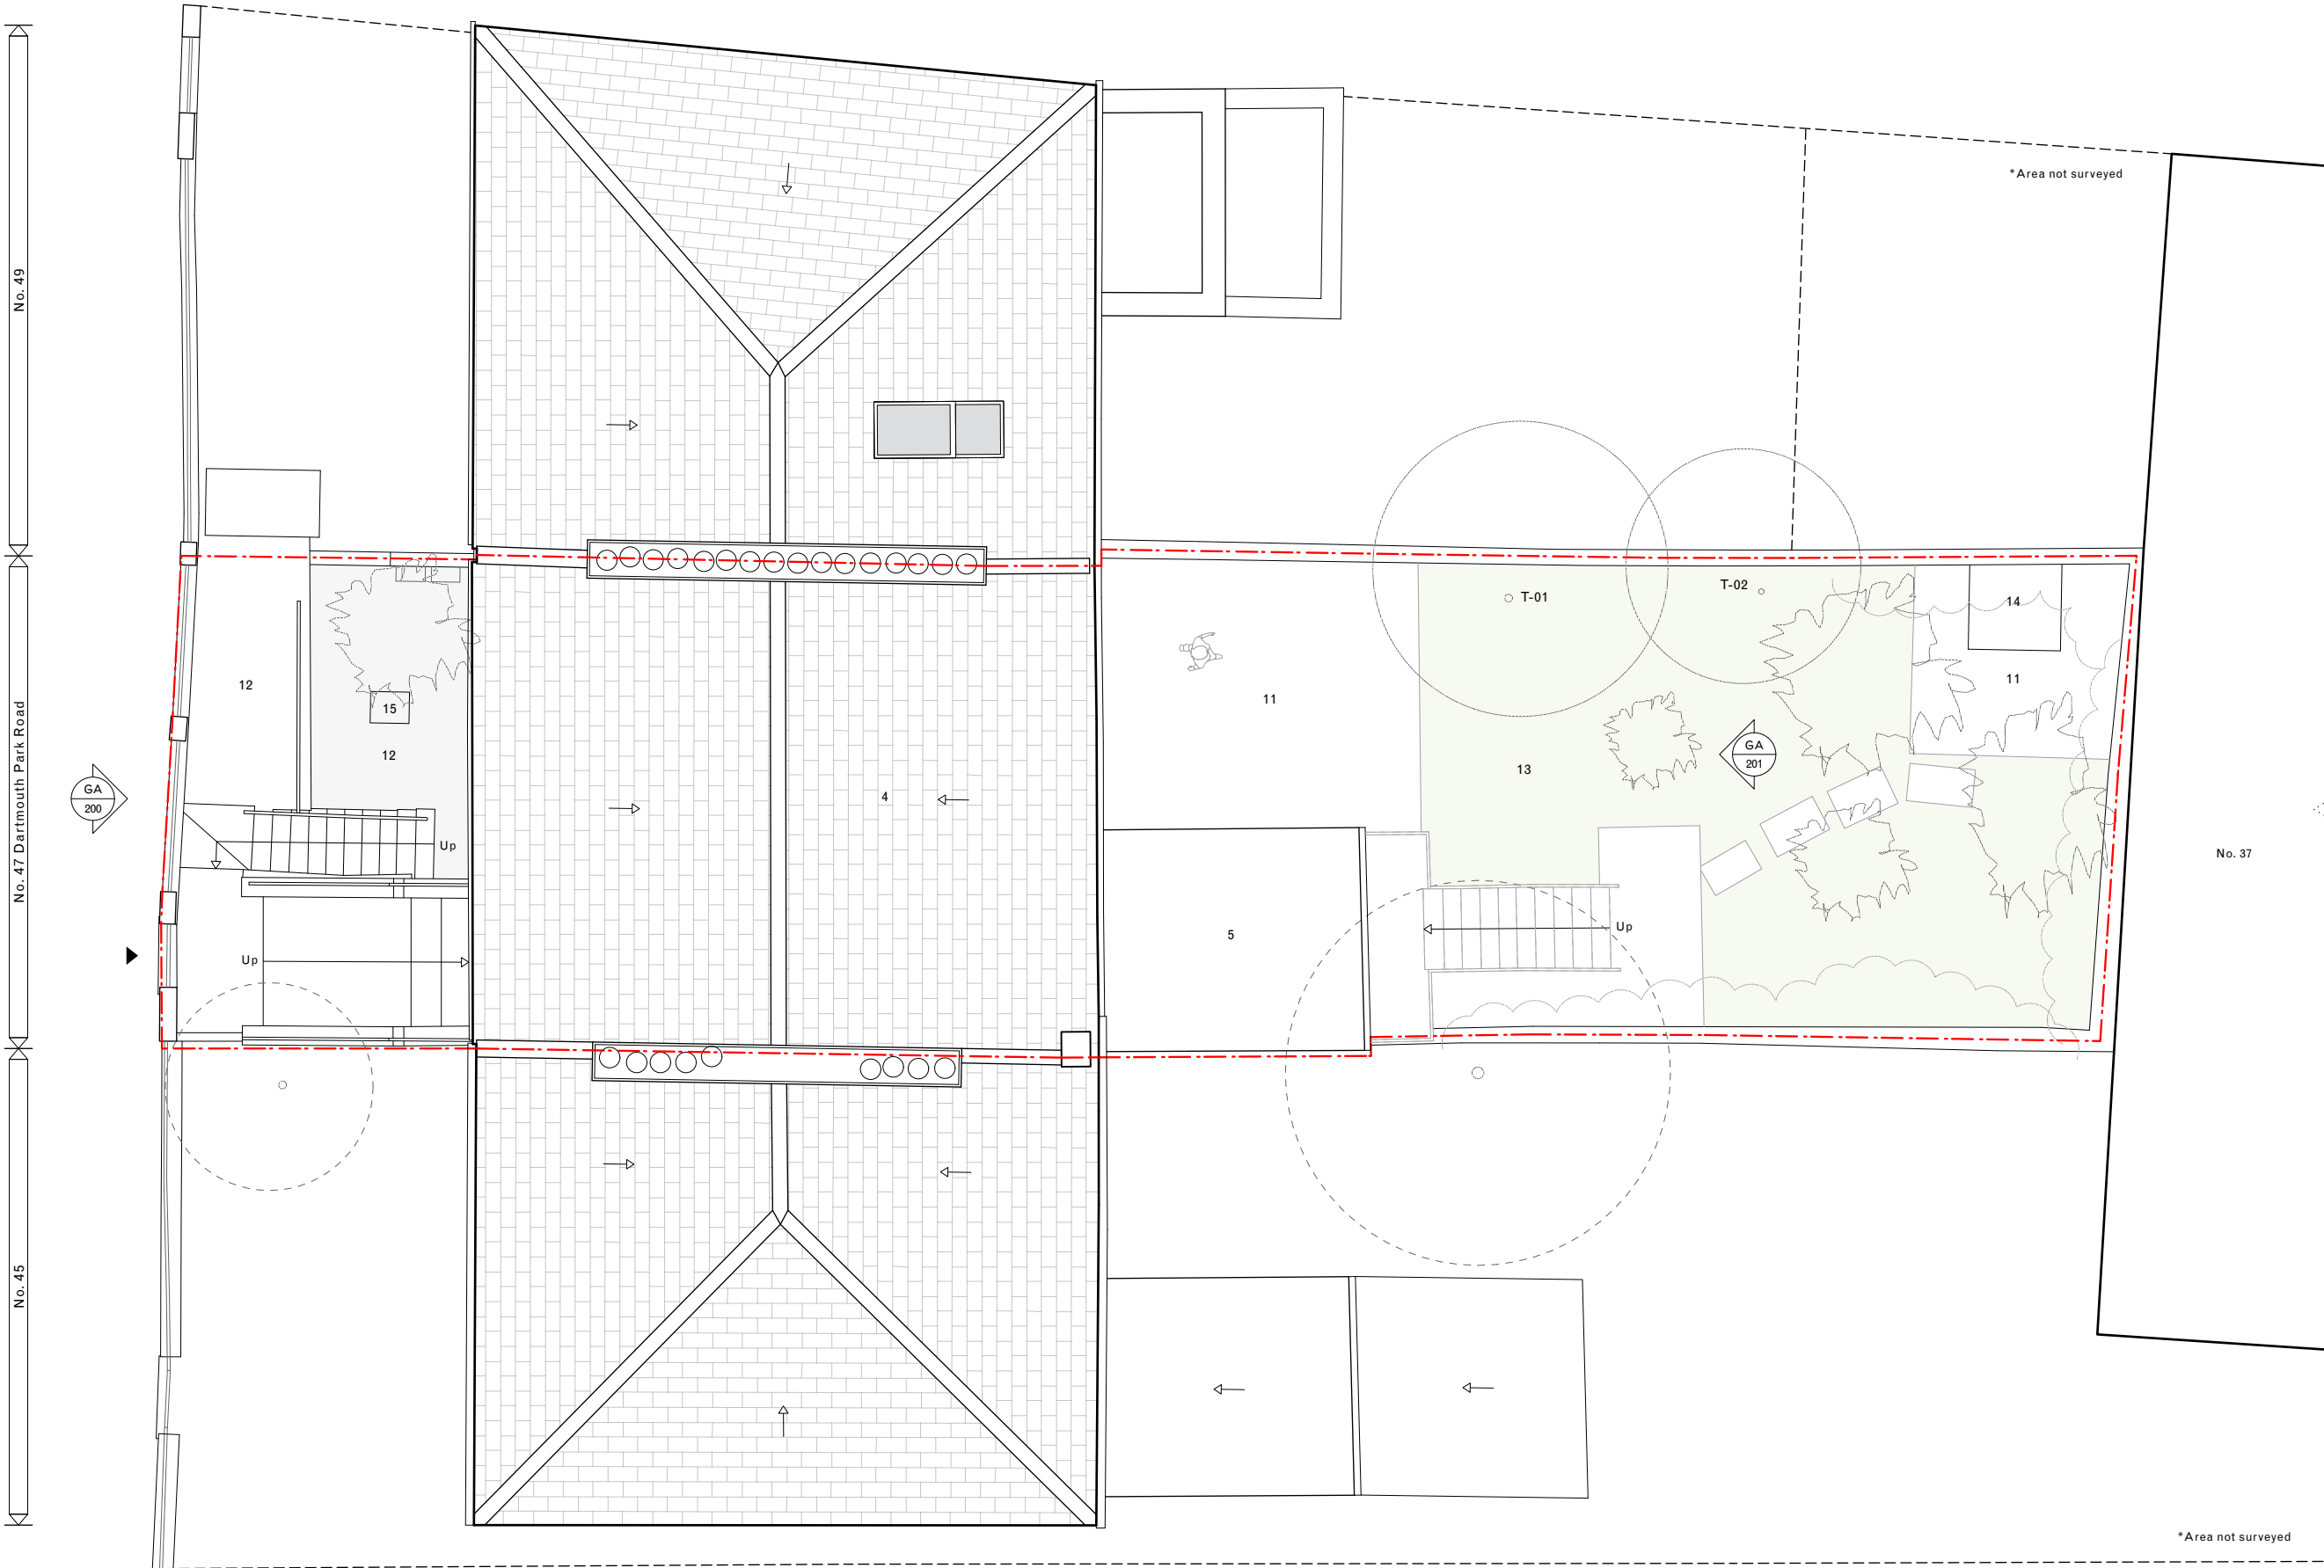 No. 49
No. 47 Dartmouth Park Road
No. 45
*Area not surveyed
T-01
T-02
14
12
11
11
15
12
13
GA
201
GA
200
4
Up
No. 37
5
Up
Up
*Area not surveyed